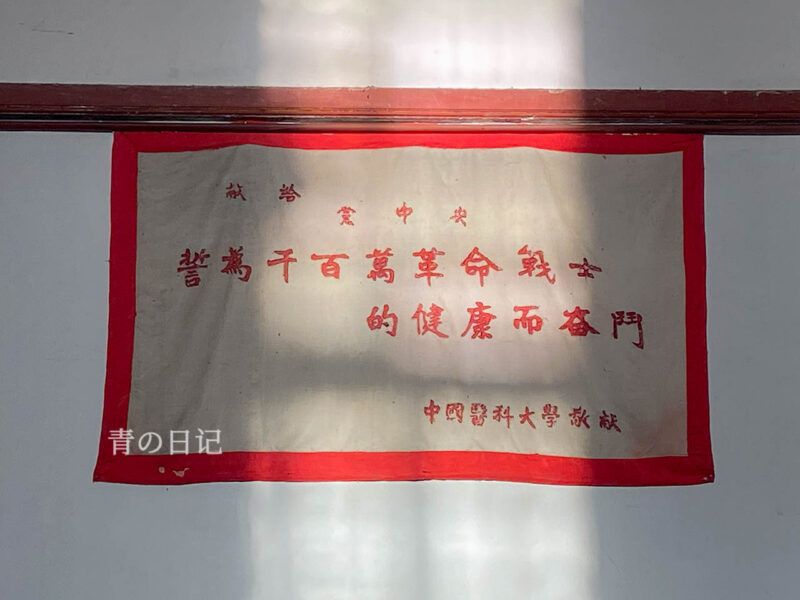 献给
党中央
誓為千百萬革命戰士
的健康而奋鬥
中國醫科大學敬献
青の日记